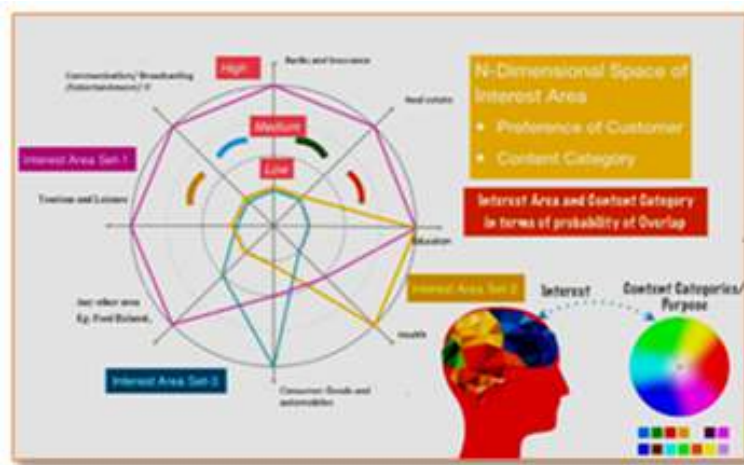 High
Banks and Insurance
Communication/ Broadcasting
/Entertainment/ IT
Real estate
Medium
Low
Interest Area Set-1
Tourism and Leisure
Education
Any other area
Eg. Food Related,
Health
Interest Area Set-3
Consumer Goods and
automobiles
N-Dimensional Space of
Interest Area
• Preference of Customer
• Content Category
Interest Area and Content Category
in terms of probability of Overlap
Interest Area Set
Interest
Content Categories/
Purpose